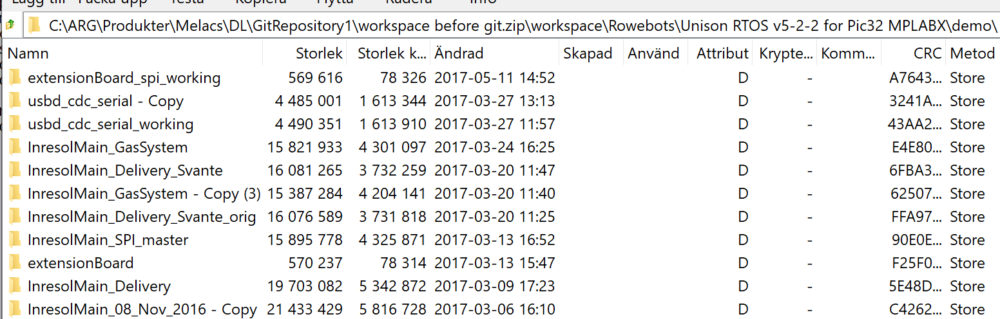 Lägg till Packa upp Testa Kopiera Flytta Radera Info
C:\ARG\Produkter\Melacs\DL\GitRepository1\workspace before git.zip\workspace\Rowebots\Unison RTOS v5-2-2 for Pic32 MPLABX\demo\
Namn Storlek Storlek k... Ändrad Skapad Använd Attribut Krypte... Komm... CRC Metod
extensionBoard_spi_working 569 616 78 326 2017-05-11 14:52 D - A7643... Store
usbd_cdc_serial - Copy 4 485 001 1 613 344 2017-03-27 13:13 D - 3241A... Store
usbd_cdc_serial_working 4 490 351 1 613 910 2017-03-27 11:57 D - 43AA2... Store
InresolMain_GasSystem 15 821 933 4 301 097 2017-03-24 16:25 D - E4E80... Store
InresolMain_Delivery_Svante 16 081 265 3 732 259 2017-03-20 11:47 D - 6FBA3... Store
InresolMain_GasSystem - Copy (3) 15 387 284 4 204 141 2017-03-20 11:40 D - 62507... Store
InresolMain_Delivery_Svante_orig 16 076 589 3 731 818 2017-03-20 11:25 D - FFA97... Store
InresolMain_SPI_master 15 895 778 4 325 871 2017-03-13 16:52 D - 90E0E... Store
extensionBoard 570 237 78 314 2017-03-13 15:47 D - F25F0... Store
InresolMain_Delivery 19 703 082 5 342 872 2017-03-09 17:23 D - 5E48D... Store
InresolMain_08_Nov_2016 - Copy 21 433 429 5 816 728 2017-03-06 16:10 D - C4262... Store